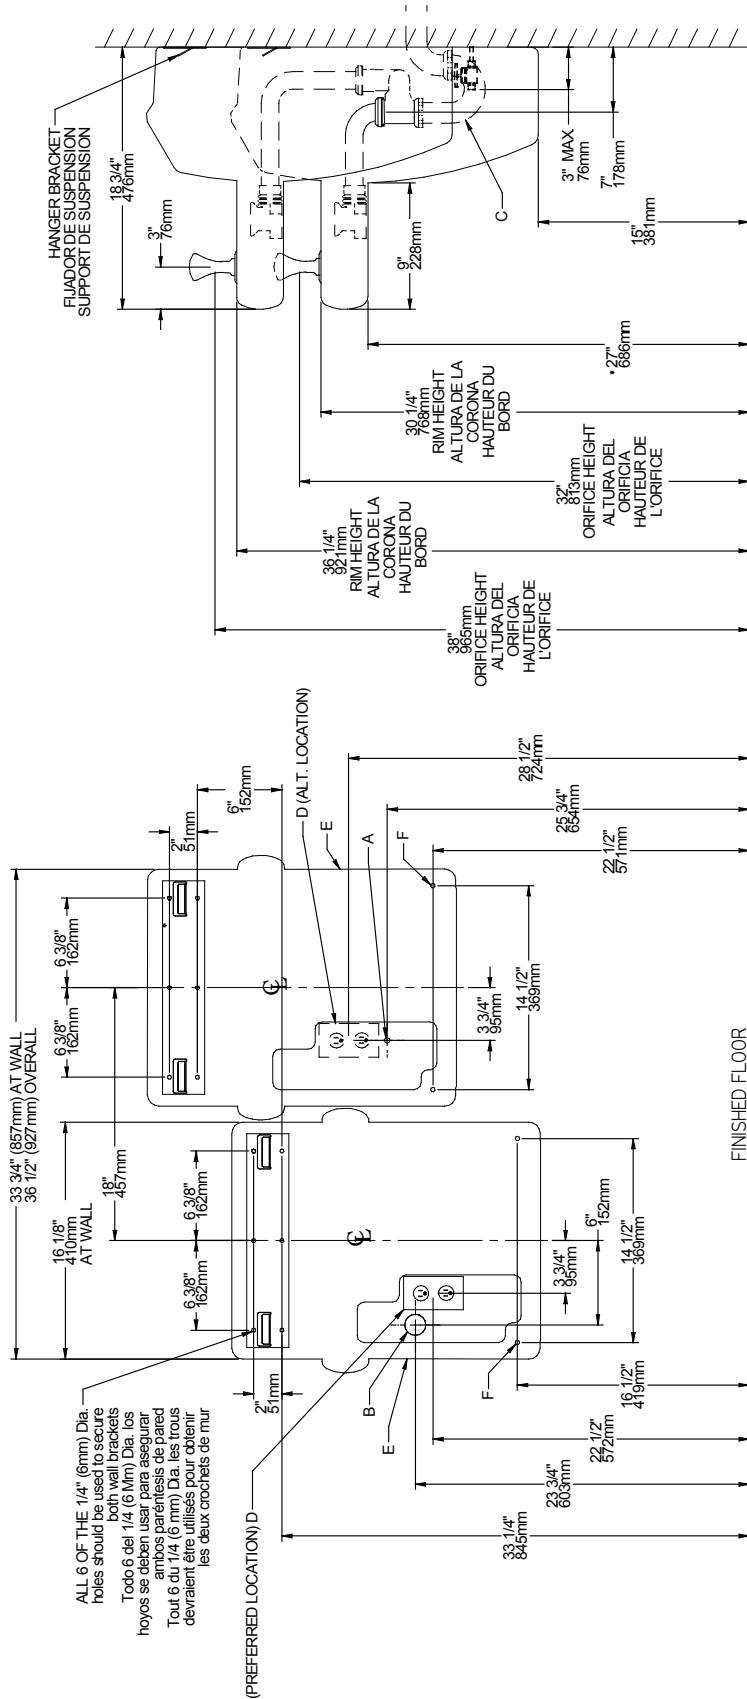 HANGER BRACKET
FIJADOR DE SUSPENSION
SUPPORT DE SUSPENSION
18 3/4"
476mm
3"
76mm
9"
228mm
C
3" MAX
76mm
7"
178mm
15"
381mm
*27"
686mm
30 1/4"
768mm
RIM HEIGHT
ALTURA DE LA
CORONA
HAUTEUR DU
BORD
32"
813mm
ORIFICE HEIGHT
ALTURA DEL
ORIFICIA
HAUTEUR DE
L'ORIFICE
36 1/4"
921mm
RIM HEIGHT
ALTURA DE LA
CORONA
HAUTEUR DU
BORD
38"
965mm
ORIFICE HEIGHT
ALTURA DEL
ORIFICIA
HAUTEUR DE
L'ORIFICE
33 3/4" (857mm) AT WALL
36 1/2" (927mm) OVERALL
16 1/8"
410mm
AT WALL
18"
457mm
6 3/8"
162mm
6 3/8"
162mm
2"
51mm
6"
152mm
D (ALT. LOCATION)
E
A
F
CL
3 3/4"
95mm
14 1/2"
369mm
28 1/2"
724mm
25 3/4"
654mm
22 1/2"
571mm
ALL 6 OF THE 1/4" (6mm) Dia.
holes should be used to secure
both wall brackets
Todo 6 del 1/4 (6 Mm) Dia. los
hoyos se deben usar para asegurar
ambos paréntesis de pared
Tout 6 du 1/4 (6 mm) Dia. les trous
devraient être utilisés pour obtenir
les deux crochets de mur
6 3/8"
162mm
6 3/8"
162mm
2"
51mm
(PREFERRED LOCATION) D
B
E
F
CL
6"
152mm
3 3/4"
95mm
14 1/2"
369mm
16 1/2"
419mm
22 1/2"
572mm
23 3/4"
603mm
33 1/4"
845mm
FINISHED FLOOR